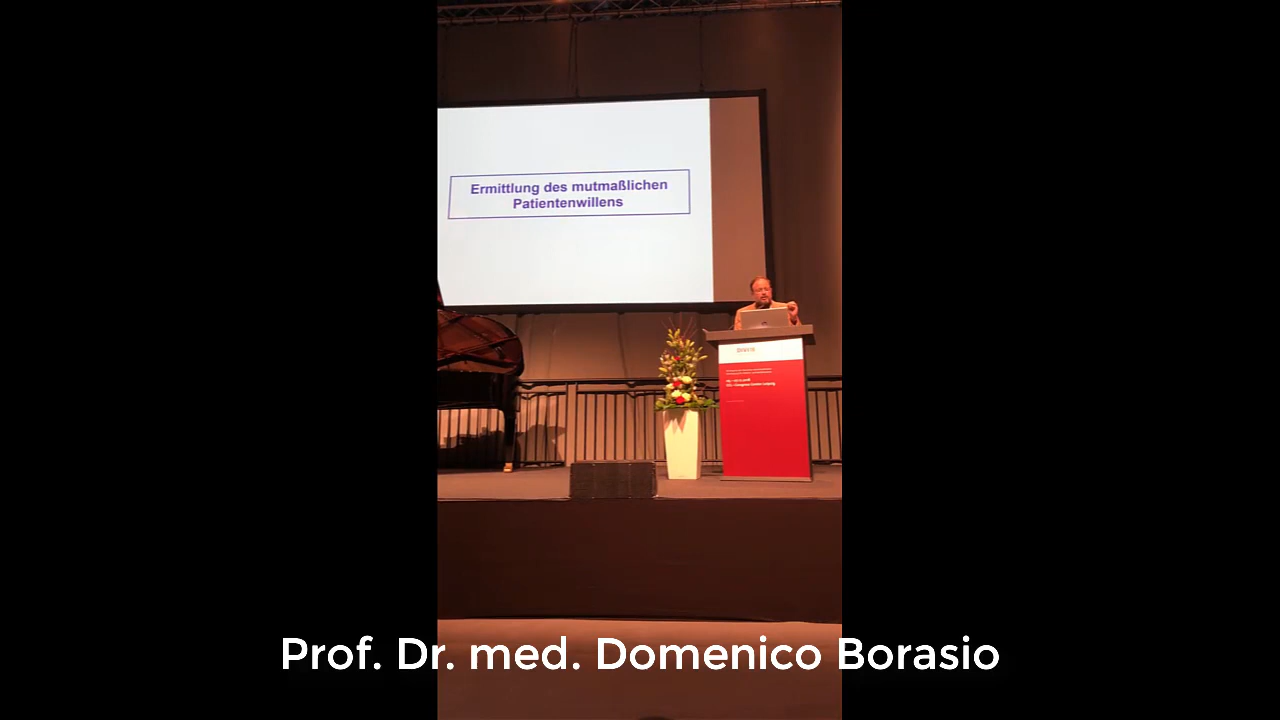 Ermittlung des mutmaßlichen
Patientenwillens
Prof. Dr. med. Domenico Borasio